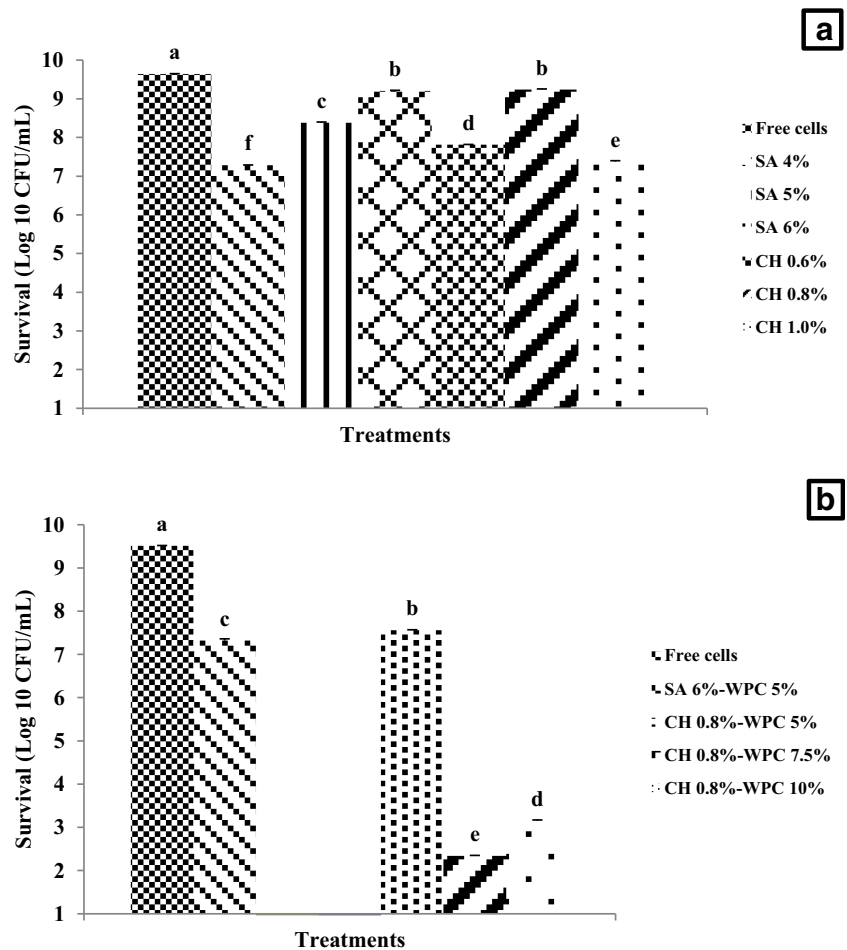 a
10
9
8
7
6
5
4
3
2
1
Survival (Log 10 CFU/mL)
a
f
c
b
d
b
e
Treatments
Free cells
SA 4%
SA 5%
SA 6%
CH 0.6%
CH 0.8%
CH 1.0%
b
10
9
8
7
6
5
4
3
2
1
Survival (Log 10 CFU/mL)
a
c
b
e
d
Treatments
Free cells
SA 6%-WPC 5%
CH 0.8%-WPC 5%
CH 0.8%-WPC 7.5%
CH 0.8%-WPC 10%